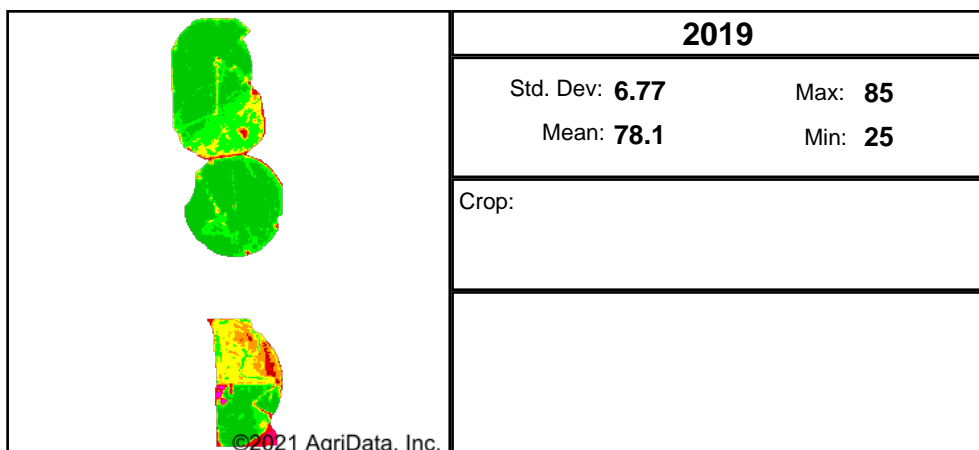 2019
Std. Dev: 6.77 Max: 85
Mean: 78.1 Min: 25
Crop:
©2021 AgriData, Inc.